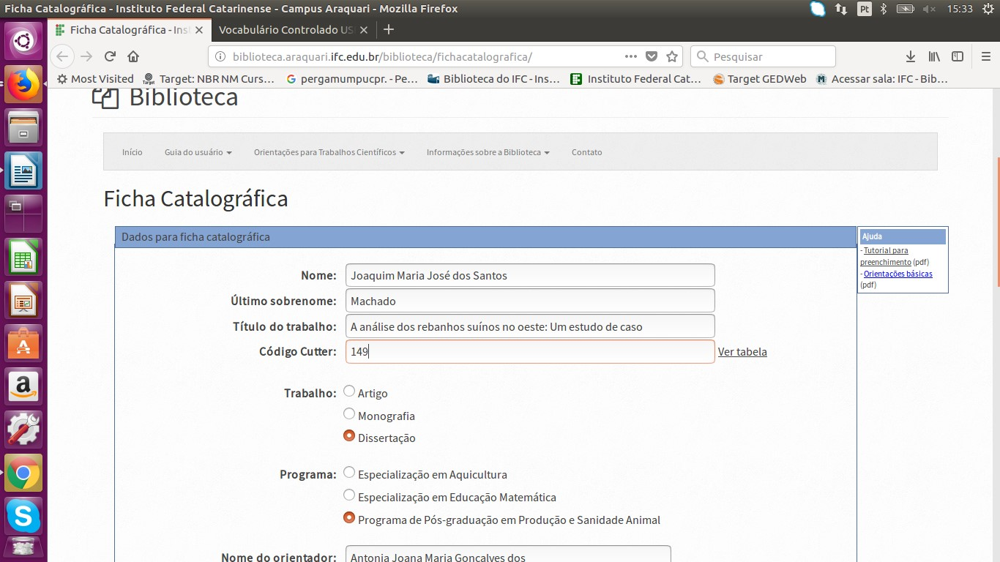 Ficha Catalográfica - Instituto Federal Catarinense - Campus Araquari - Mozilla Firefox
Pt
15:33
Ficha Catalográfica - Inst
Vocabulário Controlado US
biblioteca.araquari.ifc.edu.br/biblioteca/fichacatalografica/
Pesquisar
Most Visited
Target: NBR NM Curs…
pergamumpucpr. - Pe…
Biblioteca do IFC - Ins…
Instituto Federal Cat…
Target GEDWeb
Acessar sala: IFC - Bib…
Biblioteca
Início
Guia do usuário
Orientações para Trabalhos Científicos
Informações sobre a Biblioteca
Contato
Ficha Catalográfica
Dados para ficha catalográfica
Ajuda
- Tutorial para
preenchimento (pdf)
- Orientações básicas
(pdf)
Nome: Joaquim Maria José dos Santos
Último sobrenome: Machado
Título do trabalho: A análise dos rebanhos suínos no oeste: Um estudo de caso
Código Cutter: 149 Ver tabela
Trabalho: Artigo
Monografia
Dissertação
Programa: Especialização em Aquicultura
Especialização em Educação Matemática
Programa de Pós-graduação em Produção e Sanidade Animal
Nome do orientador: Antonia Joana Maria Gonçalves dos